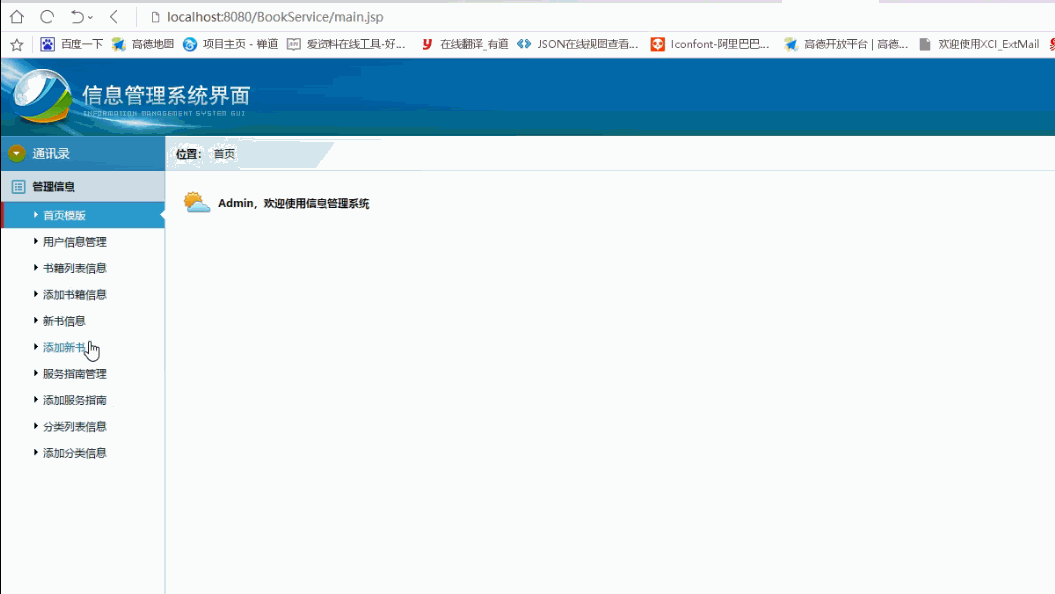 localhost:8080/BookService/main.jsp
百度一下 高德地图 项目主页 - 禅道 爱资料在线工具-好... 在线翻译_有道 JSON在线视图查看... Iconfont-阿里巴巴... 高德开放平台 | 高德... 欢迎使用XCI_ExtMail
信息管理系统界面
INFORMATION MANAGEMENT SYSTEM GUI
通讯录
位置： 首页
管理信息
Admin，欢迎使用信息管理系统
首页模版
用户信息管理
书籍列表信息
添加书籍信息
新书信息
添加新书
服务指南管理
添加服务指南
分类列表信息
添加分类信息